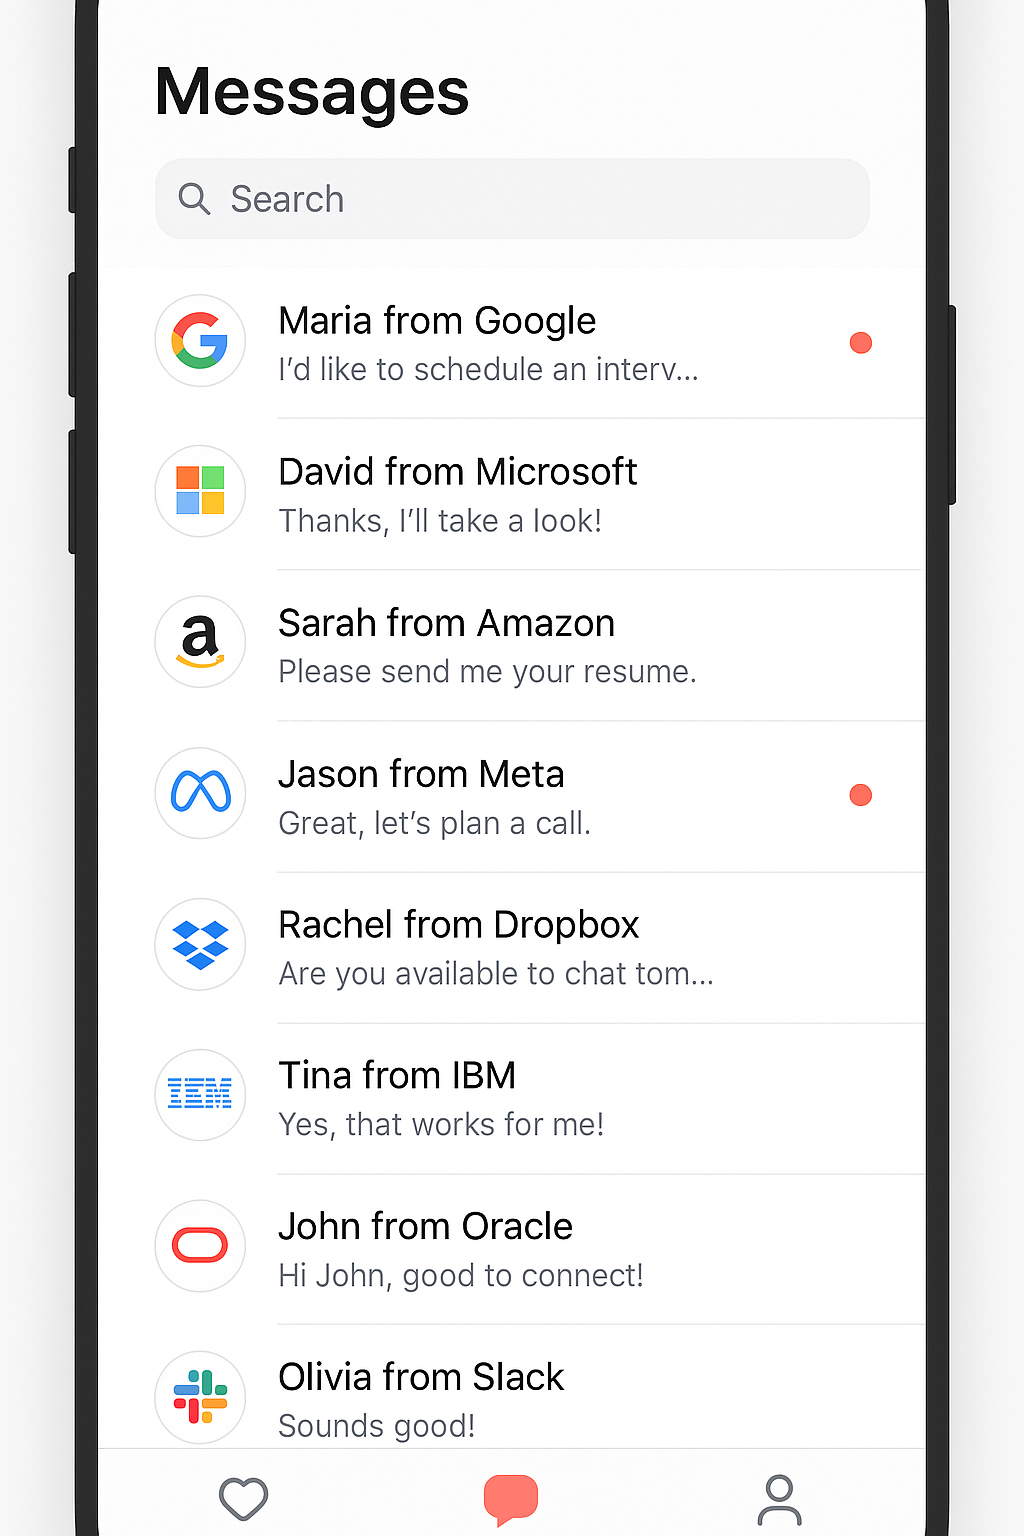 Messages
Search
Maria from Google
I’d like to schedule an interv...
David from Microsoft
Thanks, I’ll take a look!
a
Sarah from Amazon
Please send me your resume.
Jason from Meta
Great, let’s plan a call.
Rachel from Dropbox
Are you available to chat tom...
IBM
Tina from IBM
Yes, that works for me!
John from Oracle
Hi John, good to connect!
Olivia from Slack
Sounds good!